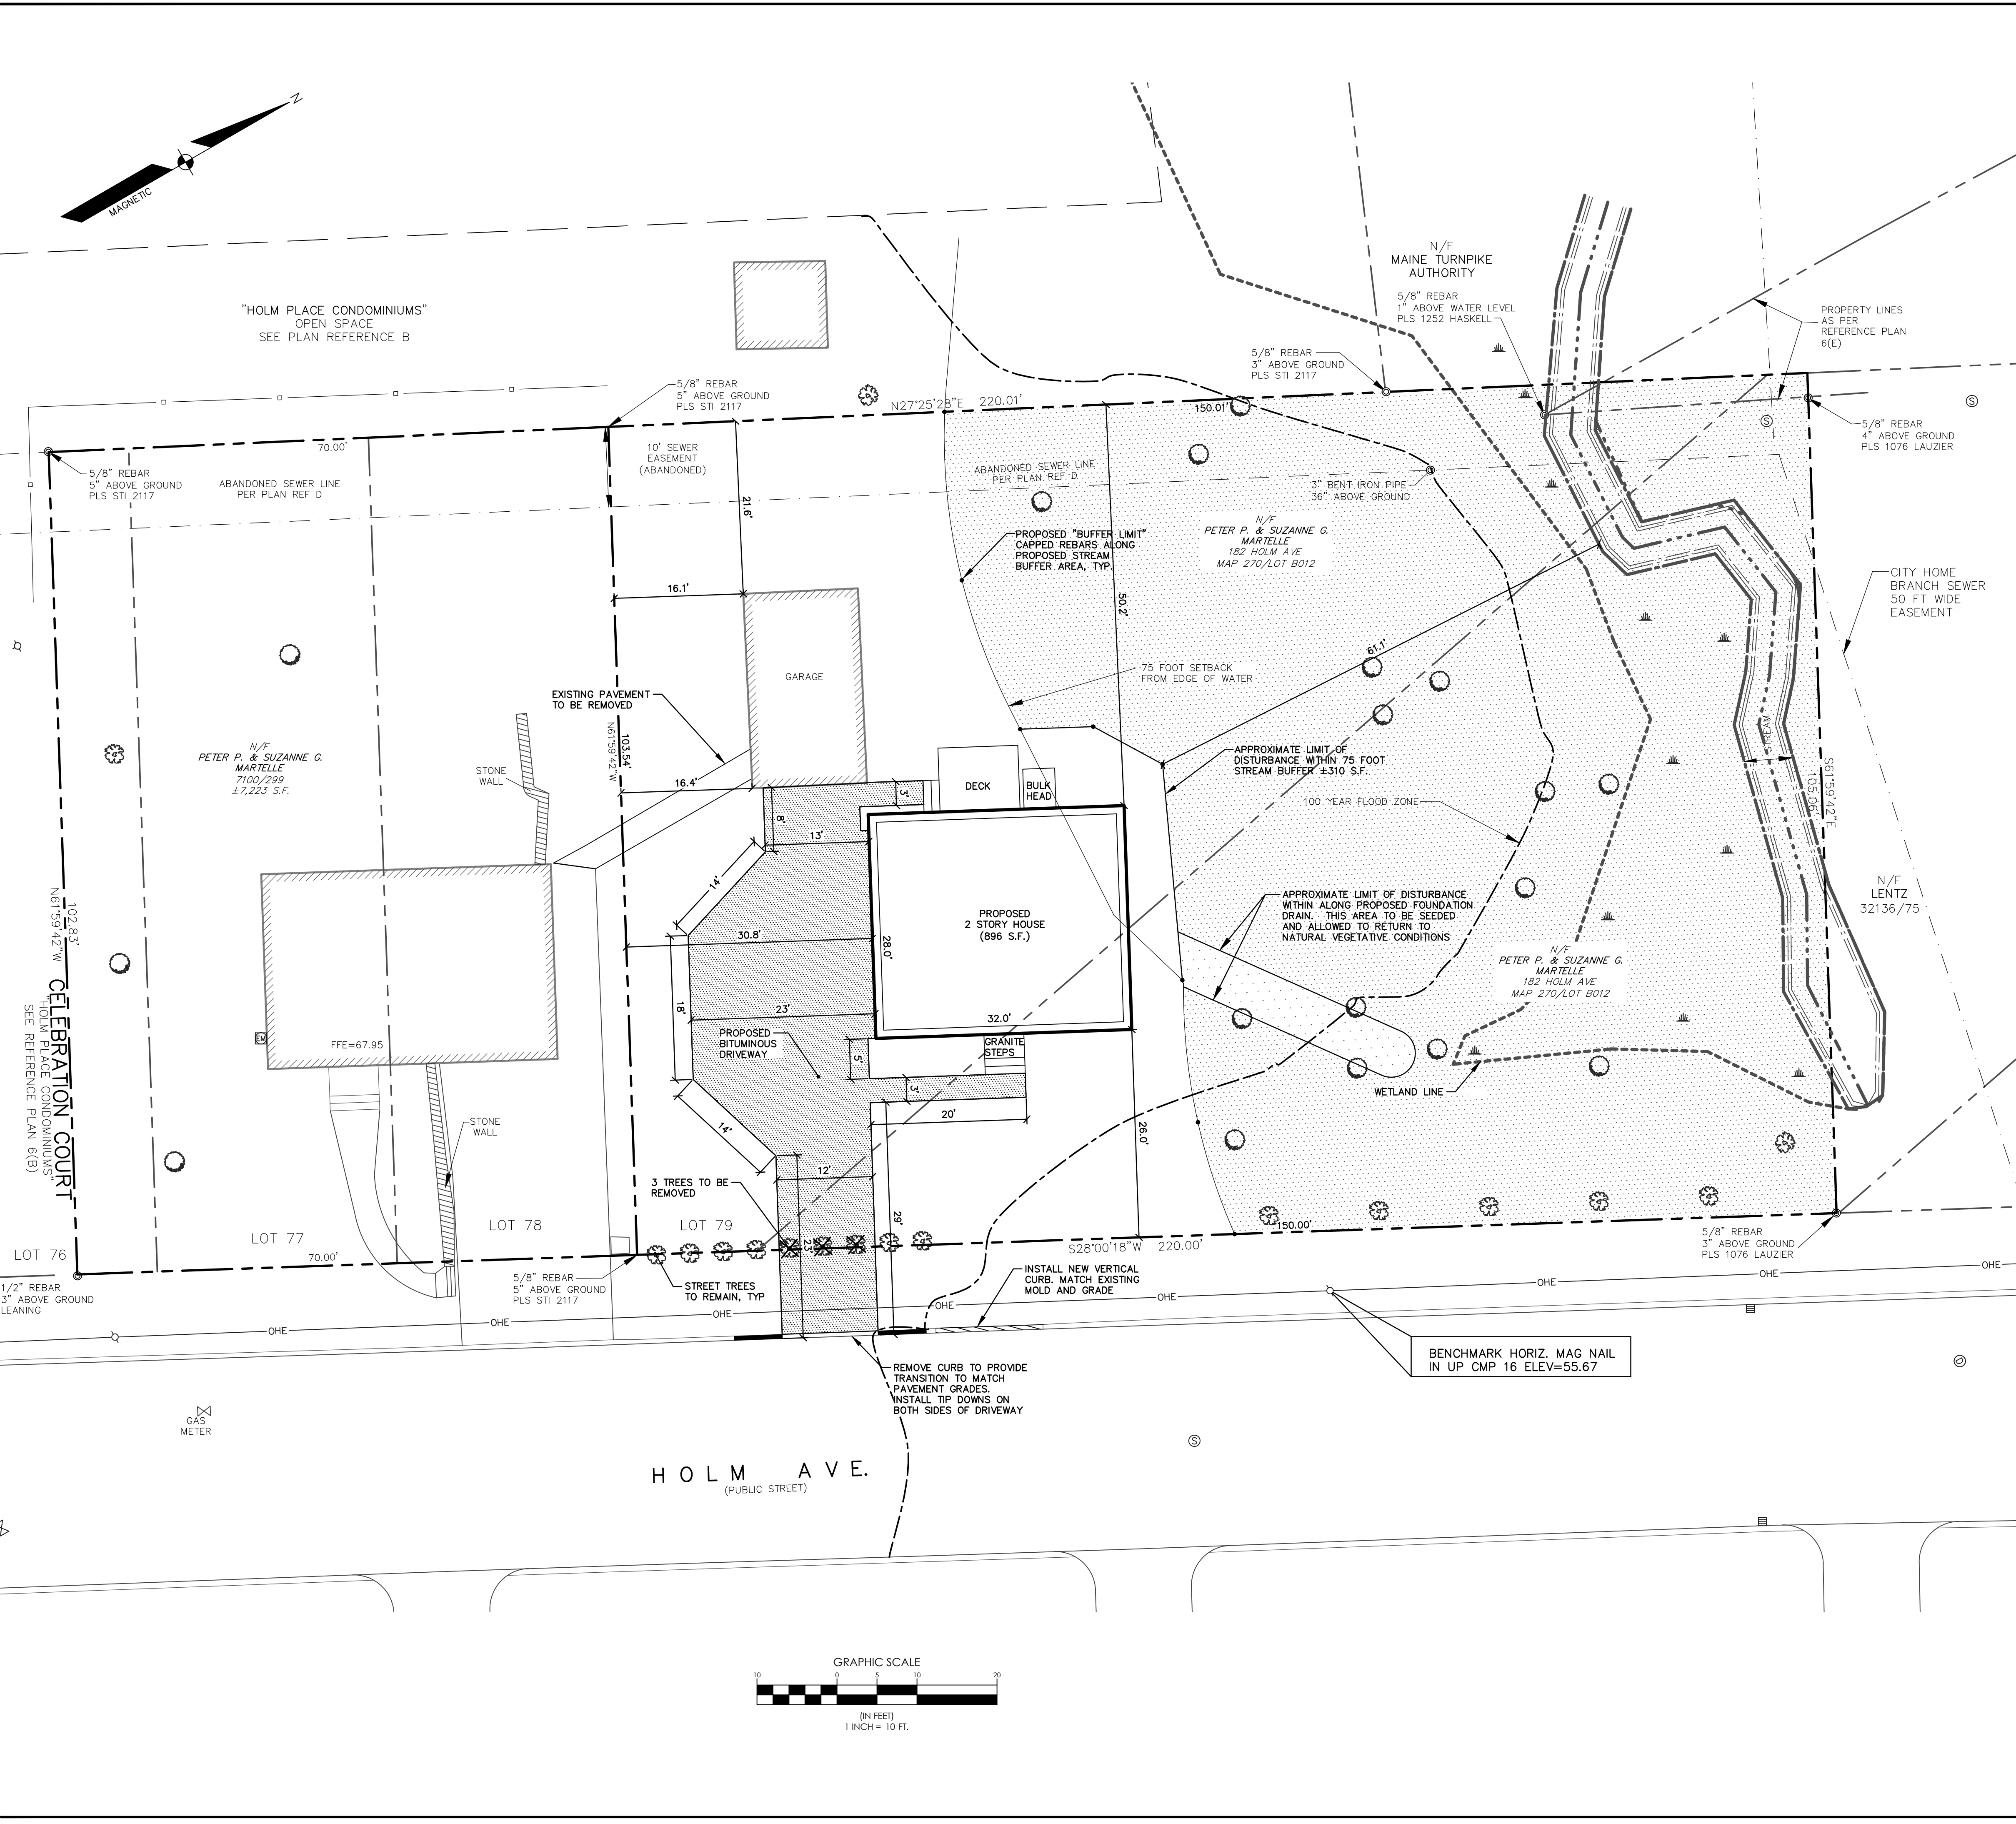 N
MAGNETIC
"HOLM PLACE CONDOMINIUMS"
OPEN SPACE
SEE PLAN REFERENCE B
N/F
MAINE TURNPIKE
AUTHORITY
5/8" REBAR
1" ABOVE WATER LEVEL
PLS 1252 HASKELL
PROPERTY LINES
AS PER
REFERENCE PLAN
6(E)
5/8" REBAR
3" ABOVE GROUND
PLS STI 2117
5/8" REBAR
5" ABOVE GROUND
PLS STI 2117
N27°25'28"E 220.01'
150.01'
S
S
5/8" REBAR
4" ABOVE GROUND
PLS 1076 LAUZIER
70.00'
10' SEWER
EASEMENT
(ABANDONED)
5/8" REBAR
5" ABOVE GROUND
PLS STI 2117
ABANDONED SEWER LINE
PER PLAN REF D
ABANDONED SEWER LINE
PER PLAN REF D
3" BENT IRON PIPE
36" ABOVE GROUND
21.6'
N/F
PETER P. & SUZANNE G.
MARTELLE
182 HOLM AVE
MAP 270/LOT B012
PROPOSED "BUFFER LIMIT"
CAPPED REBARS ALONG
PROPOSED STREAM
BUFFER AREA, TYP.
CITY HOME
BRANCH SEWER
50 FT WIDE
EASEMENT
16.1'
50.2'
61.1'
GARAGE
75 FOOT SETBACK
FROM EDGE OF WATER
EXISTING PAVEMENT
TO BE REMOVED
N61°59'42"W
103.54'
N/F
PETER P. & SUZANNE G.
MARTELLE
7100/299
±7,223 S.F.
STONE
WALL
16.4'
3'
DECK
BULK
HEAD
APPROXIMATE LIMIT OF
DISTURBANCE WITHIN 75 FOOT
STREAM BUFFER ±310 S.F.
STREAM
S61°59'42"E
105.06'
100 YEAR FLOOD ZONE
8'
13'
14'
N/F
LENTZ
32136/75
APPROXIMATE LIMIT OF DISTURBANCE
WITHIN ALONG PROPOSED FOUNDATION
DRAIN. THIS AREA TO BE SEEDED
AND ALLOWED TO RETURN TO
NATURAL VEGETATIVE CONDITIONS
PROPOSED
2 STORY HOUSE
(896 S.F.)
30.8'
28.0'
N61°59'42"W
102.83'
N/F
PETER P. & SUZANNE G.
MARTELLE
182 HOLM AVE
MAP 270/LOT B012
CELEBRATION COURT
"HOLM PLACE CONDOMINIUMS"
SEE REFERENCE PLAN 6(B)
18'
23'
32.0'
EM
FFE=67.95
PROPOSED
BITUMINOUS
DRIVEWAY
5'
GRANITE
STEPS
3'
WETLAND LINE
20'
26.0'
STONE
WALL
14'
12'
3 TREES TO BE
REMOVED
29'
23'
LOT 76
LOT 77
LOT 78
LOT 79
70.00'
150.00'
S28°00'18"W 220.00'
5/8" REBAR
3" ABOVE GROUND
PLS 1076 LAUZIER
1/2" REBAR
3" ABOVE GROUND
LEANING
5/8" REBAR
5" ABOVE GROUND
PLS STI 2117
STREET TREES
TO REMAIN, TYP
INSTALL NEW VERTICAL
CURB. MATCH EXISTING
MOLD AND GRADE
OHE
OHE
OHE
OHE
OHE
OHE
OHE
OHE
OHE
BENCHMARK HORIZ. MAG NAIL
IN UP CMP 16 ELEV=55.67
REMOVE CURB TO PROVIDE
TRANSITION TO MATCH
PAVEMENT GRADES.
INSTALL TIP DOWNS ON
BOTH SIDES OF DRIVEWAY
D
GAS
METER
S
HOLM AVE.
(PUBLIC STREET)
GRAPHIC SCALE
10 0 5 10 20
(IN FEET)
1 INCH = 10 FT.